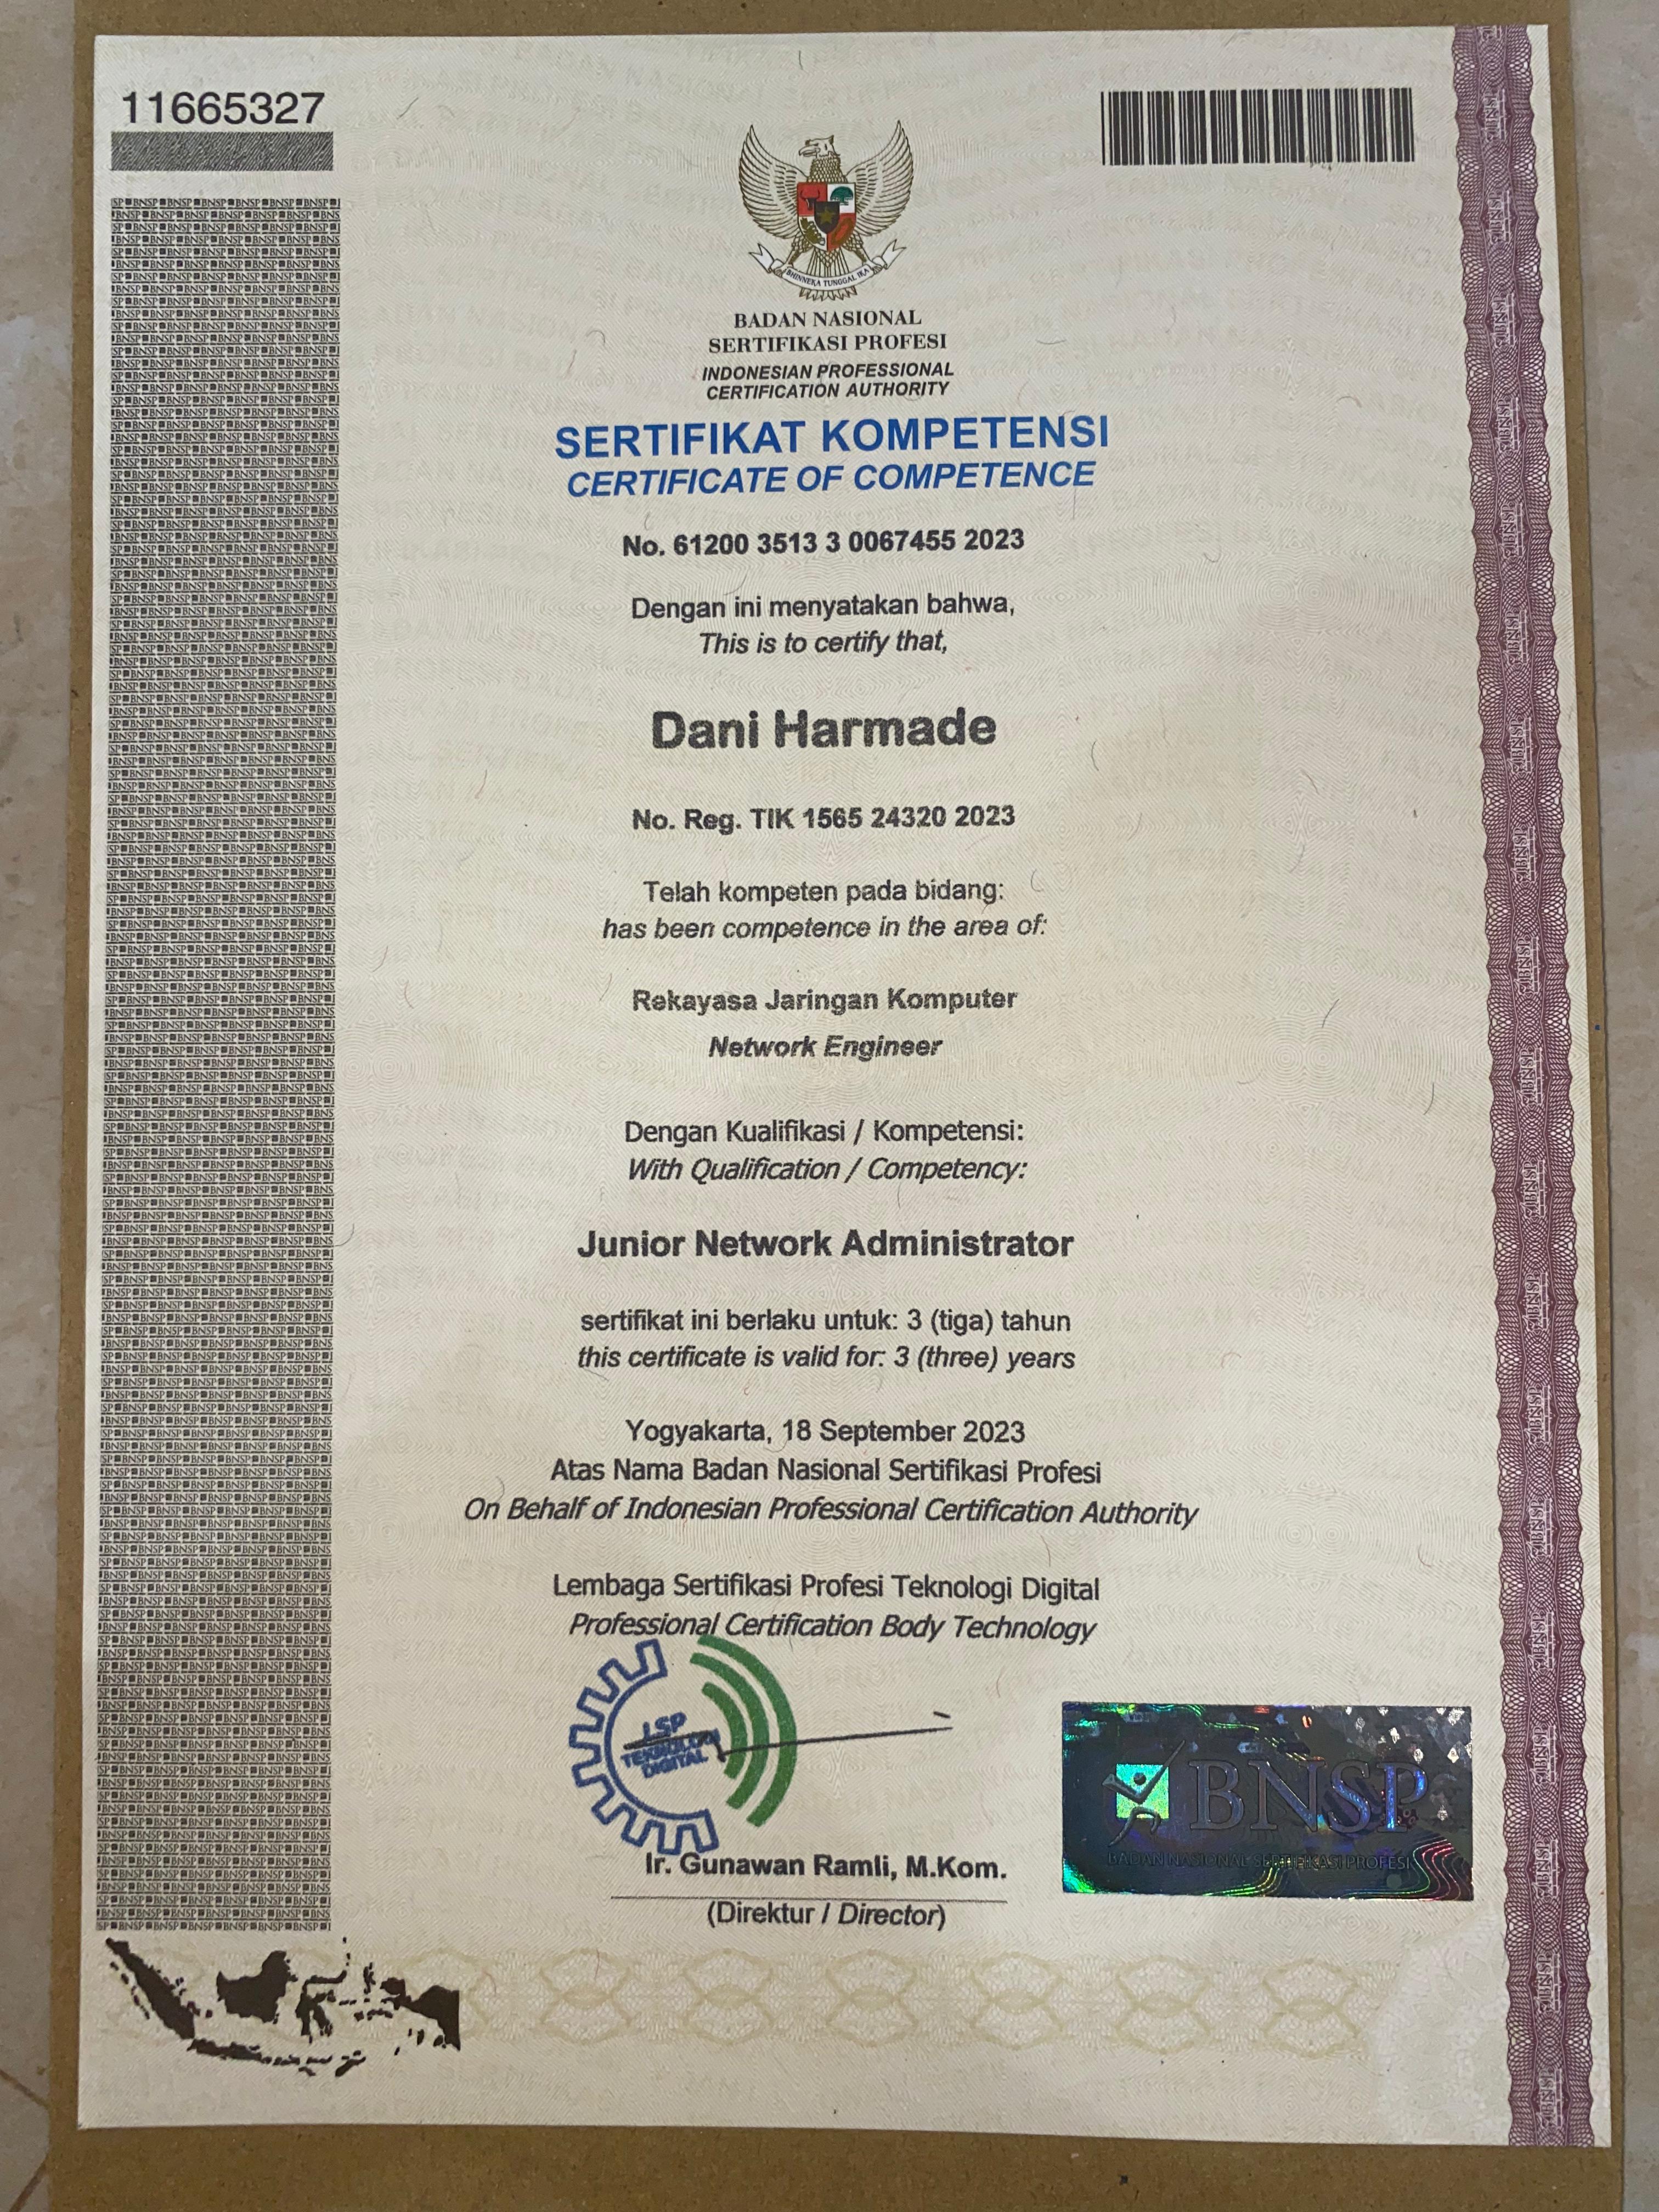 11665327
BHINNEKA TUNGGAL IKA
BADAN NASIONAL
SERTIFIKASI PROFESI
INDONESIAN PROFESSIONAL
CERTIFICATION AUTHORITY
SERTIFIKAT KOMPETENSI
CERTIFICATE OF COMPETENCE
No. 61200 3513 3 0067455 2023
Dengan ini menyatakan bahwa,
This is to certify that,
Dani Harmade
No. Reg. TIK 1565 24320 2023
Telah kompeten pada bidang:
has been competence in the area of:
Rekayasa Jaringan Komputer
Network Engineer
Dengan Kualifikasi / Kompetensi:
With Qualification / Competency:
Junior Network Administrator
sertifikat ini berlaku untuk: 3 (tiga) tahun
this certificate is valid for: 3 (three) years
Yogyakarta, 18 September 2023
Atas Nama Badan Nasional Sertifikasi Profesi
On Behalf of Indonesian Professional Certification Authority
Lembaga Sertifikasi Profesi Teknologi Digital
Professional Certification Body Technology
LSP
TEKNOLOGI
DIGITAL
BNSP
BADAN NASIONAL SERTIFIKASI PROFESI
Ir. Gunawan Ramli, M.Kom.
(Direktur / Director)